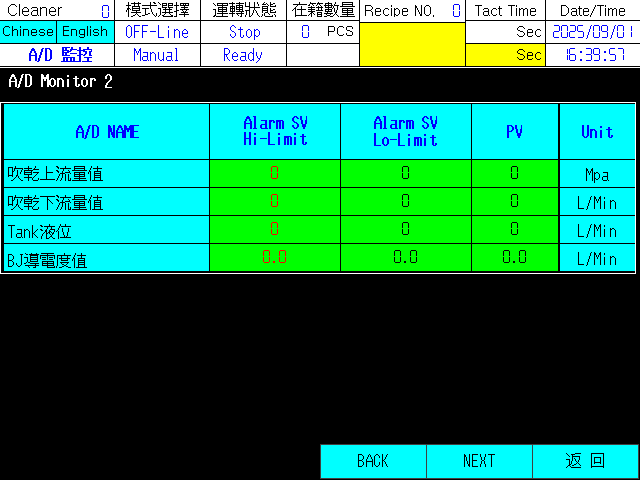 Cleaner 0 模式選擇 運轉狀態 在籍數量 Recipe NO. 0 Tact Time Date/Time
Chinese English OFF-Line Stop 0 PCS Sec 2025/09/01
A/D 監控 Manual Ready Sec 16:39:57
A/D Monitor 2
A/D NAME Alarm SV Hi-Limit Alarm SV Lo-Limit PV Unit
吹乾上流量值 0 0 0 Mpa
吹乾下流量值 0 0 0 L/Min
Tank液位 0 0 0 L/Min
BJ導電度值 0.0 0.0 0.0 L/Min
BACK NEXT 返 回